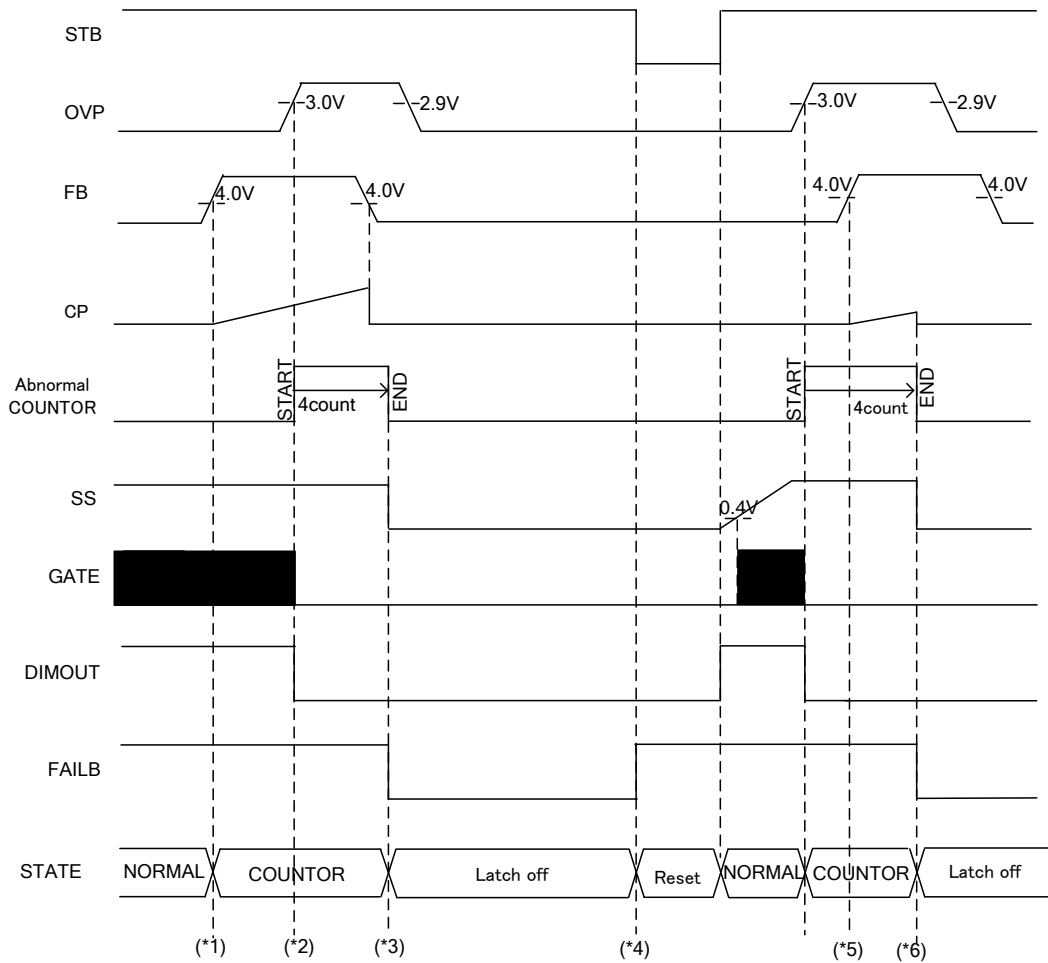 STB
OVP
3.0V
2.9V
3.0V
2.9V
FB
4.0V
4.0V
4.0V
4.0V
CP
Abnormal
COUNTOR
START
4count
END
START
4count
END
SS
0.4V
GATE
DIMOUT
FAILB
STATE
NORMAL
COUNTOR
Latch off
Reset
NORMAL
COUNTOR
Latch off
(*1)
(*2)
(*3)
(*4)
(*5)
(*6)